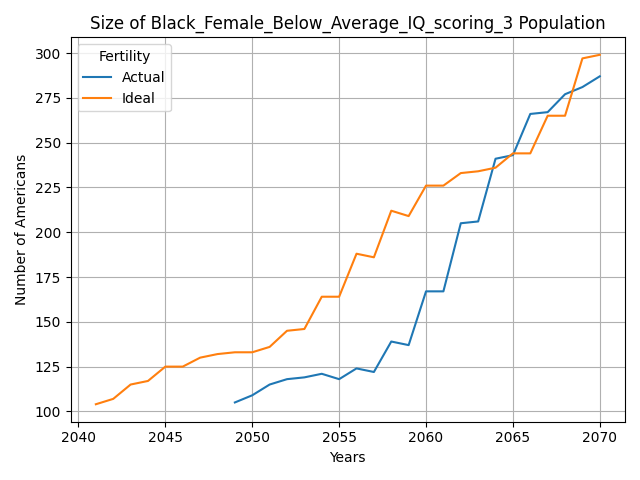 Size of Black_Female_Below_Average_IQ_scoring_3 Population
Fertility
Actual
Ideal
Number of Americans
300
275
250
225
200
175
150
125
100
2040
2045
2050
2055
2060
2065
2070
Years